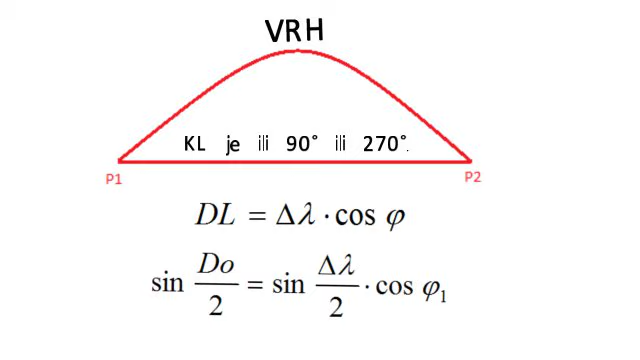 VRH
KL je ili 90° ili 270°.
P1 P2
DL = Δλ · cos φ
sin Do/2 = sin Δλ/2 · cos φ₁